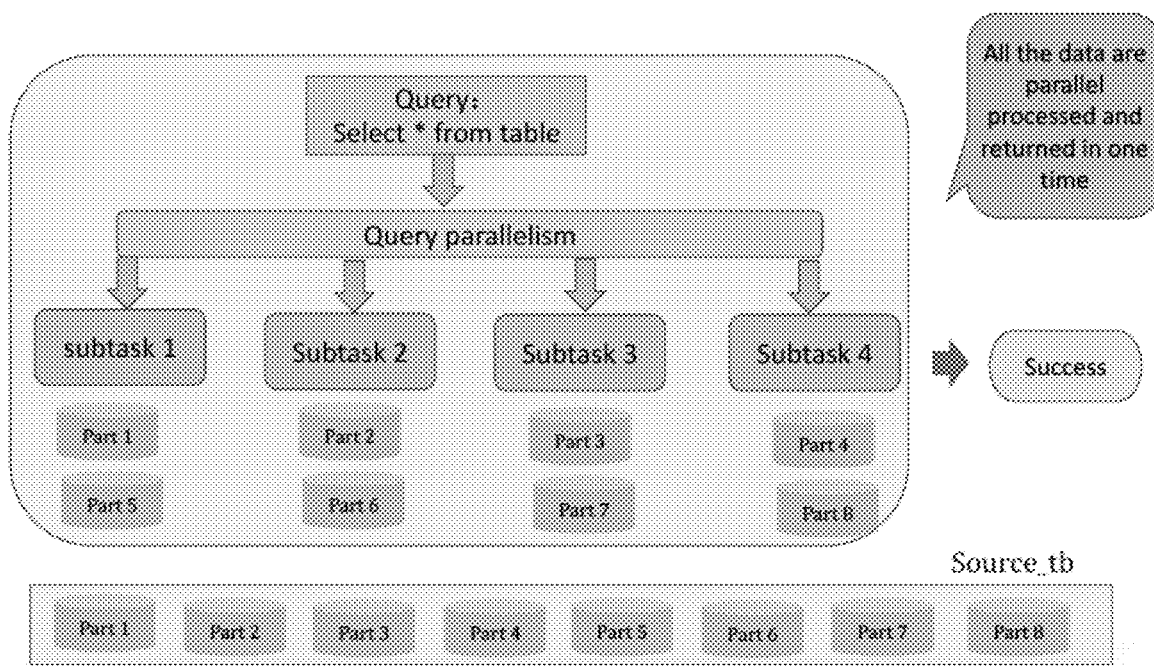 Query:
Select * from table
All the data are
parallel
processed and
returned in one
time
Query parallelism
subtask 1
Subtask 2
Subtask 3
Subtask 4
Success
Part 1
Part 2
Part 3
Part 4
Part 5
Part 6
Part 7
Part 8
Source_tb
Part 1
Part 2
Part 3
Part 4
Part 5
Part 6
Part 7
Part 8